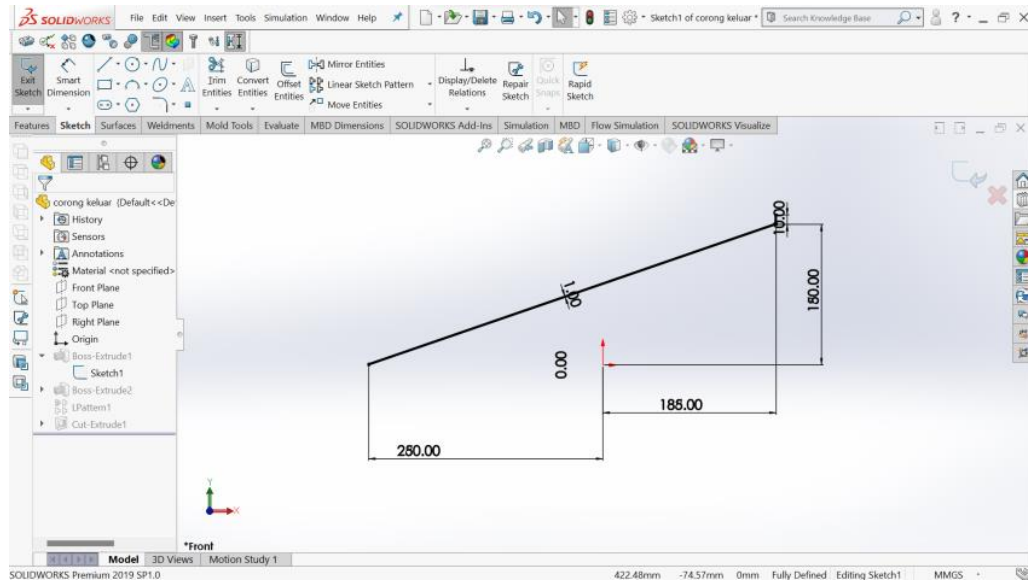 SOLIDWORKS File Edit View Insert Tools Simulation Window Help Sketch1 of corong keluar * Search Knowledge Base
Exit Sketch
Smart Dimension
Trim Entities
Convert Entities
Offset Entities
Mirror Entities
Linear Sketch Pattern
Move Entities
Display/Delete Relations
Repair Sketch
Quick Snaps
Rapid Sketch
Features Sketch Surfaces Weldments Mold Tools Evaluate MBD Dimensions SOLIDWORKS Add-Ins Simulation MBD Flow Simulation SOLIDWORKS Visualize
corong keluar (Default<<De
History
Sensors
Annotations
Material <not specified>
Front Plane
Top Plane
Right Plane
Origin
Boss-Extrude1
Sketch1
Boss-Extrude2
LPattern1
Cut-Extrude1
10.00
1.00
150.00
0.00
185.00
250.00
Y
X
*Front
Model 3D Views Motion Study 1
SOLIDWORKS Premium 2019 SP1.0 422.48mm -74.57mm 0mm Fully Defined Editing Sketch1 MMGS